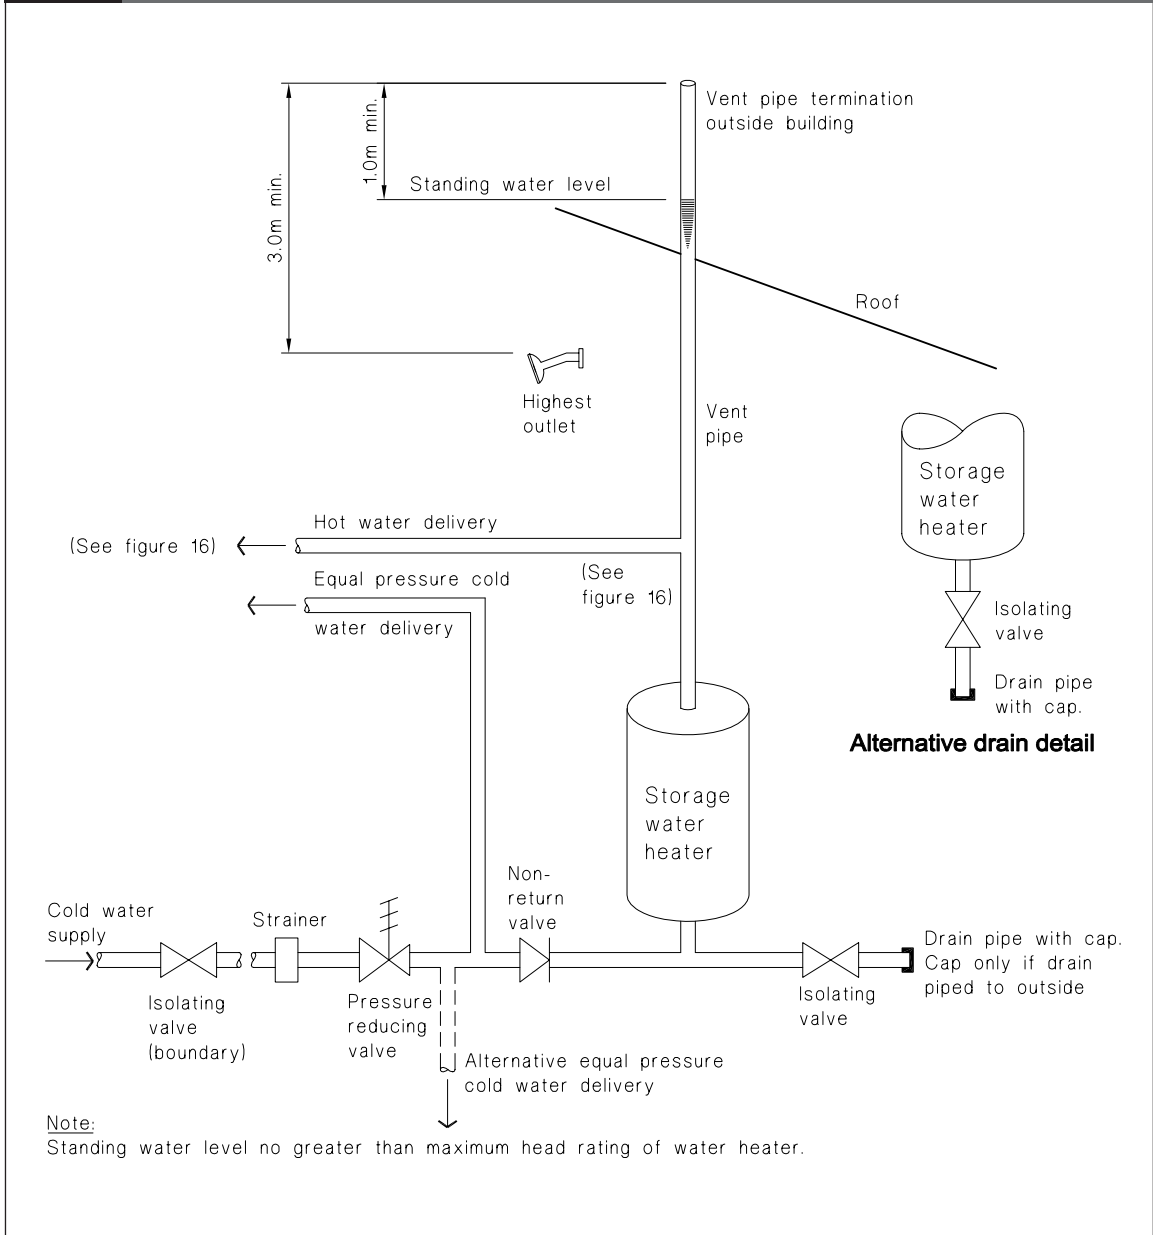 Vent pipe termination
outside building
1.0m min.
Standing water level
3.0m min.
Roof
Highest
outlet
Vent
pipe
Storage
water
heater
Hot water delivery
(See figure 16)
(See
figure 16)
Equal pressure cold
water delivery
Isolating
valve
Drain pipe
with cap.
Alternative drain detail
Storage
water
heater
Non-
return
valve
Cold water
supply
Strainer
Drain pipe with cap.
Cap only if drain
piped to outside
Isolating
valve
(boundary)
Pressure
reducing
valve
Isolating
valve
Alternative equal pressure
cold water delivery
Note:
Standing water level no greater than maximum head rating of water heater.